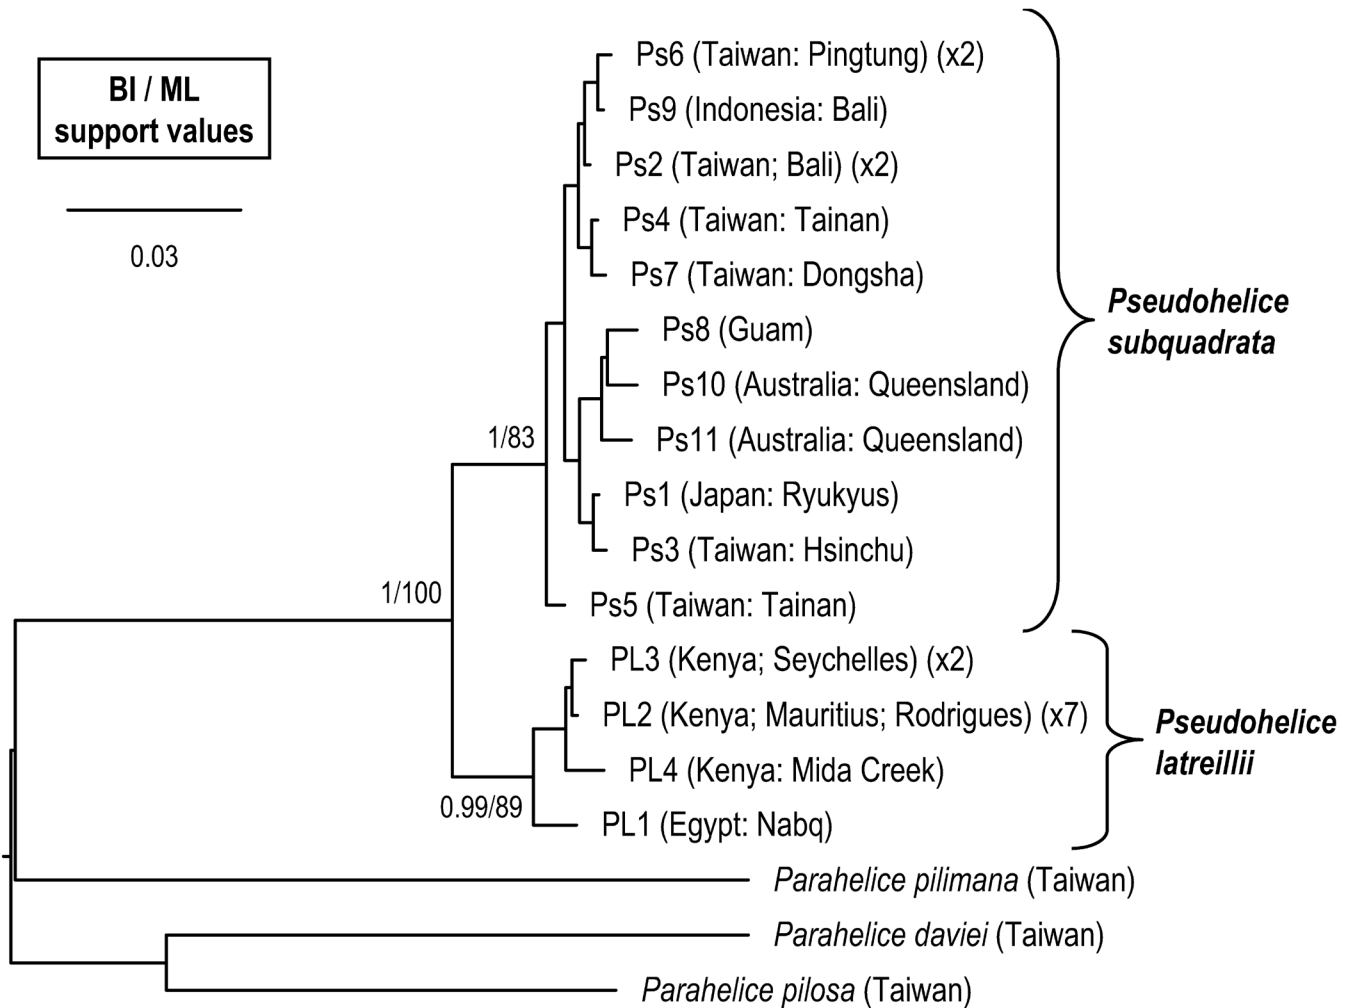 BI / ML
support values
0.03
Ps6 (Taiwan: Pingtung) (x2)
Ps9 (Indonesia: Bali)
Ps2 (Taiwan; Bali) (x2)
Ps4 (Taiwan: Tainan)
Ps7 (Taiwan: Dongsha)
Ps8 (Guam)
Ps10 (Australia: Queensland)
Ps11 (Australia: Queensland)
Ps1 (Japan: Ryukyus)
Ps3 (Taiwan: Hsinchu)
Ps5 (Taiwan: Tainan)
Pseudohelice
subquadrata
1/83
1/100
PL3 (Kenya; Seychelles) (x2)
PL2 (Kenya; Mauritius; Rodrigues) (x7)
PL4 (Kenya: Mida Creek)
PL1 (Egypt: Nabq)
Pseudohelice
latreillii
0.99/89
Parahelice pilimana (Taiwan)
Parahelice daviei (Taiwan)
Parahelice pilosa (Taiwan)